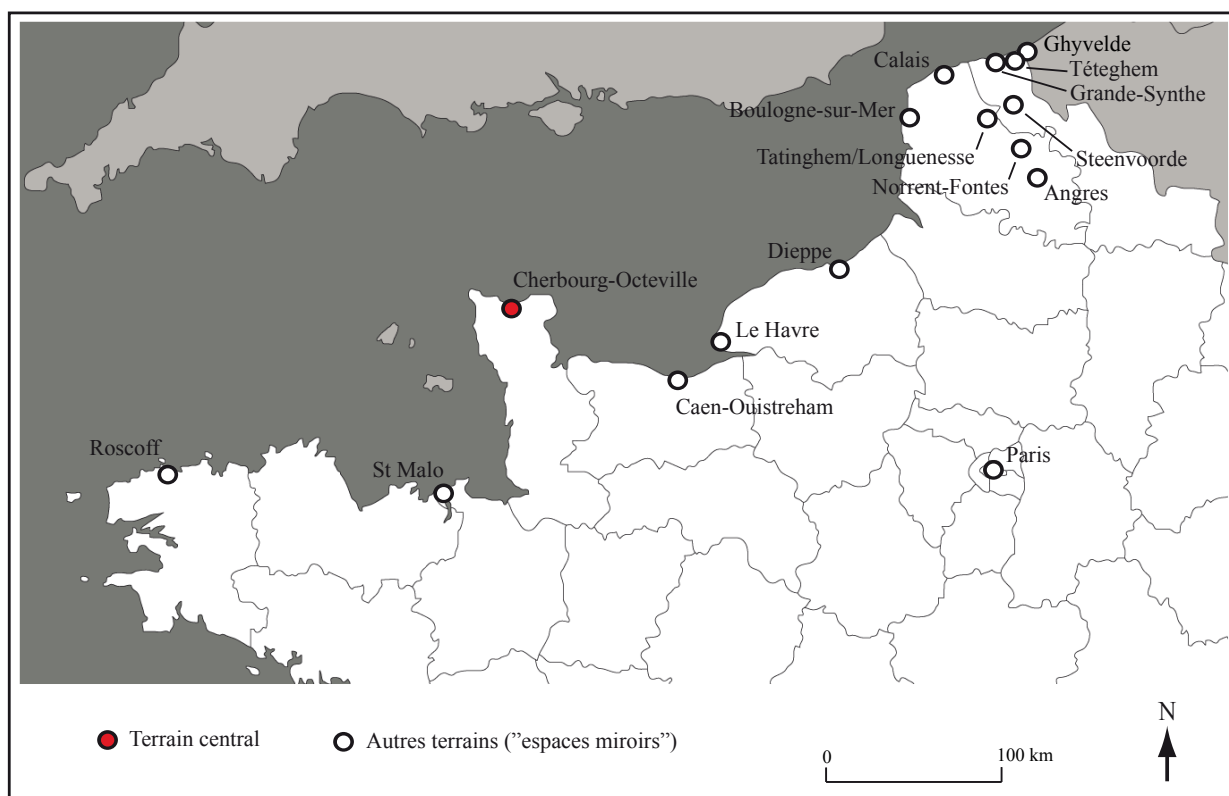 Ghyvelde
Calais
Téteghem
Grande-Synthe
Boulogne-sur-Mer
Tatinghem/Longuenesse
Steenvoorde
Norrent-Fontes
Angres
Dieppe
Cherbourg-Octeville
Le Havre
Caen-Ouistreham
Roscoff
St Malo
Paris
Terrain central
Autres terrains (”espaces miroirs”)
0
100 km
N